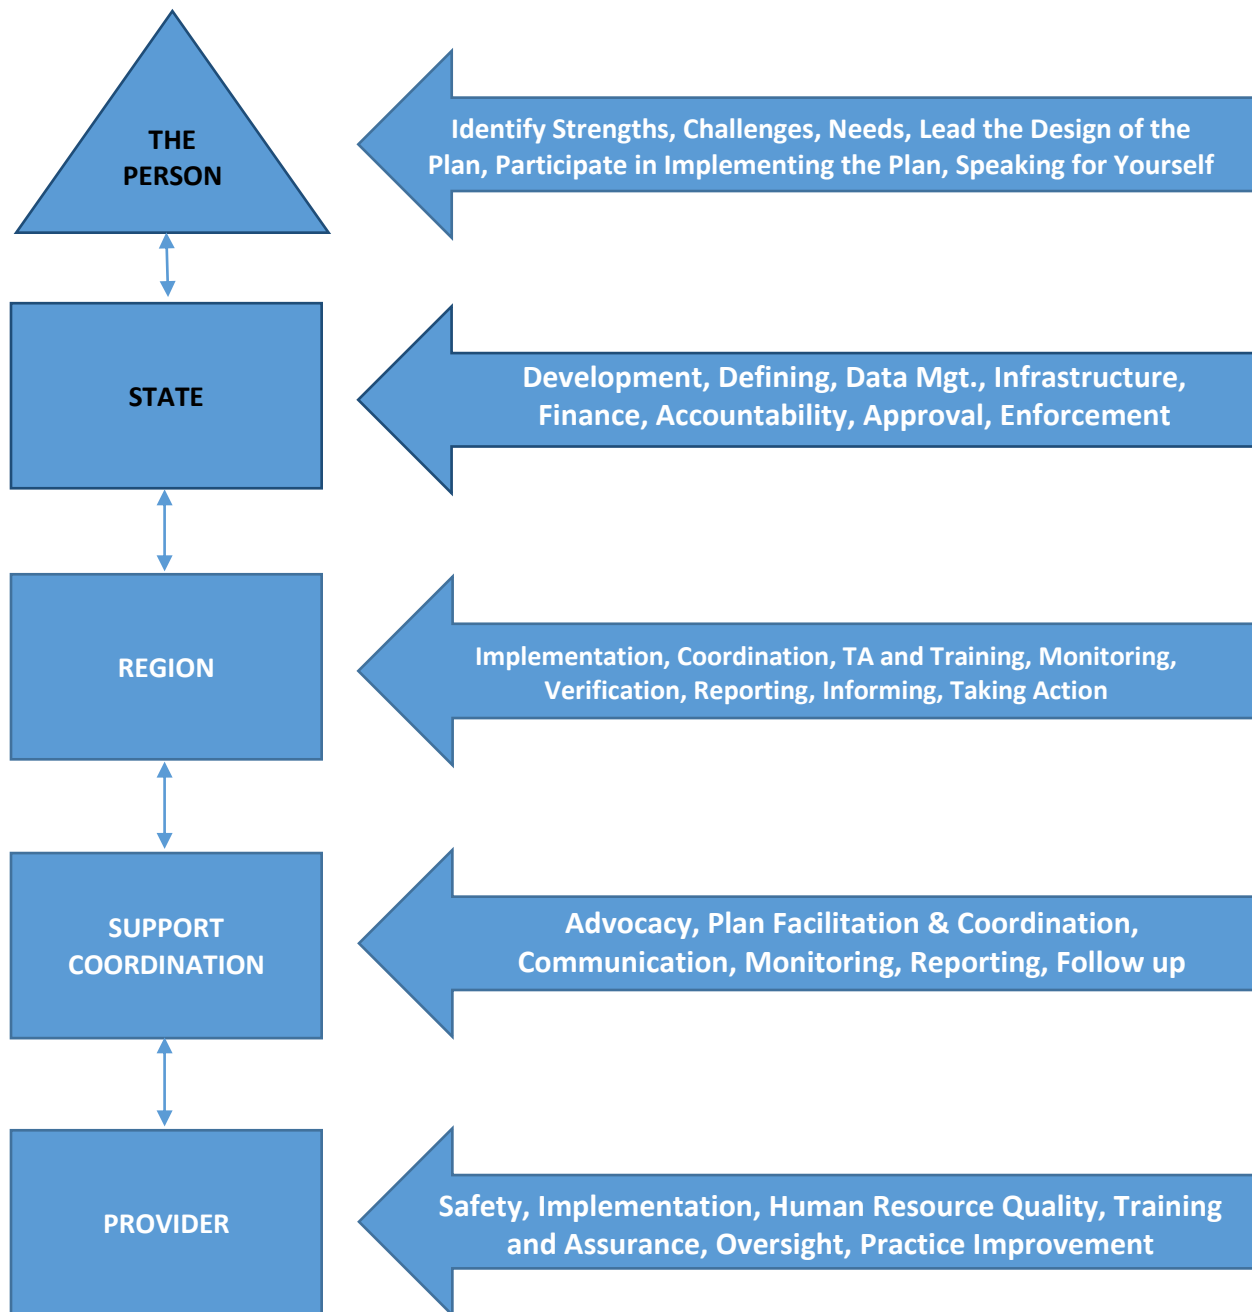 THE
PERSON
Identify Strengths, Challenges, Needs, Lead the Design of the
Plan, Participate in Implementing the Plan, Speaking for Yourself
STATE
Development, Defining, Data Mgt., Infrastructure,
Finance, Accountability, Approval, Enforcement
REGION
Implementation, Coordination, TA and Training, Monitoring,
Verification, Reporting, Informing, Taking Action
SUPPORT
COORDINATION
Advocacy, Plan Facilitation & Coordination,
Communication, Monitoring, Reporting, Follow up
PROVIDER
Safety, Implementation, Human Resource Quality, Training
and Assurance, Oversight, Practice Improvement